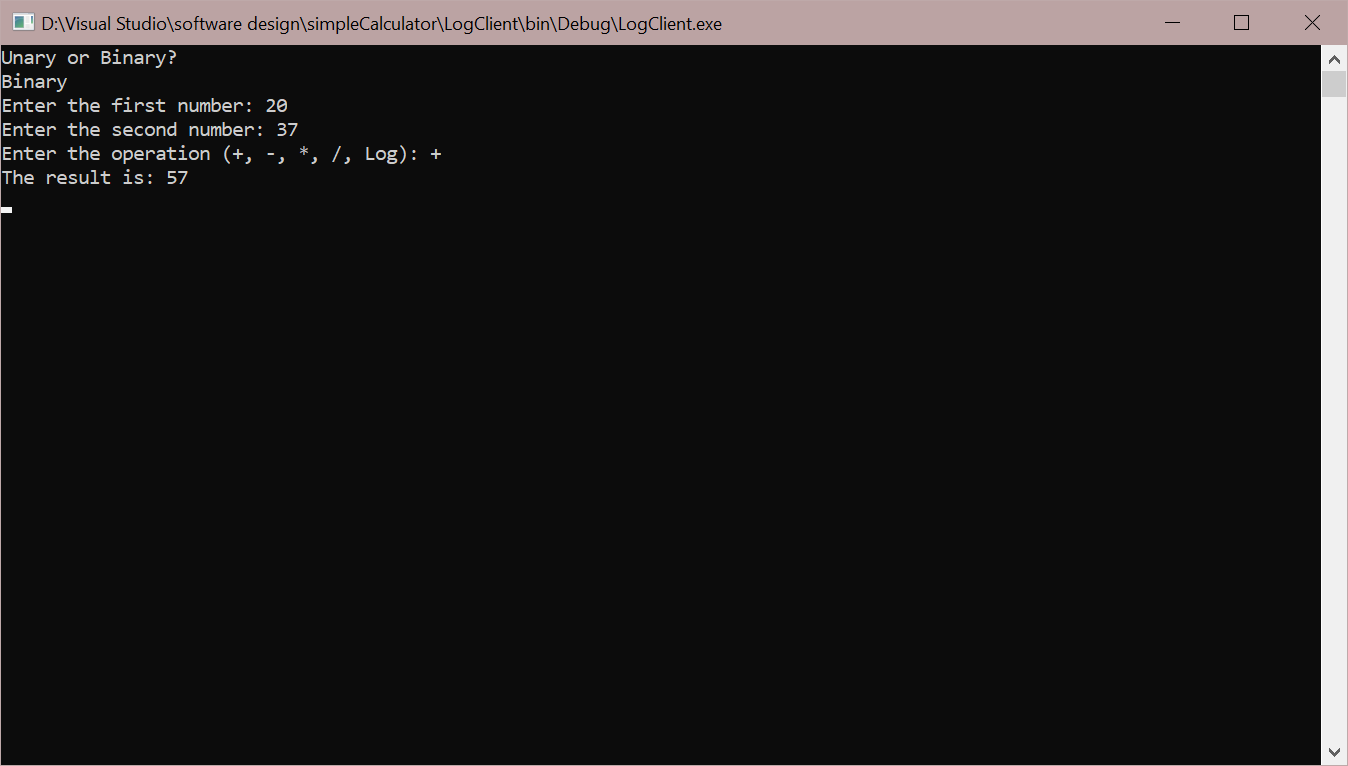 D:\Visual Studio\software design\simpleCalculator\LogClient\bin\Debug\LogClient.exe
Unary or Binary?
Binary
Enter the first number: 20
Enter the second number: 37
Enter the operation (+, -, *, /, Log): +
The result is: 57